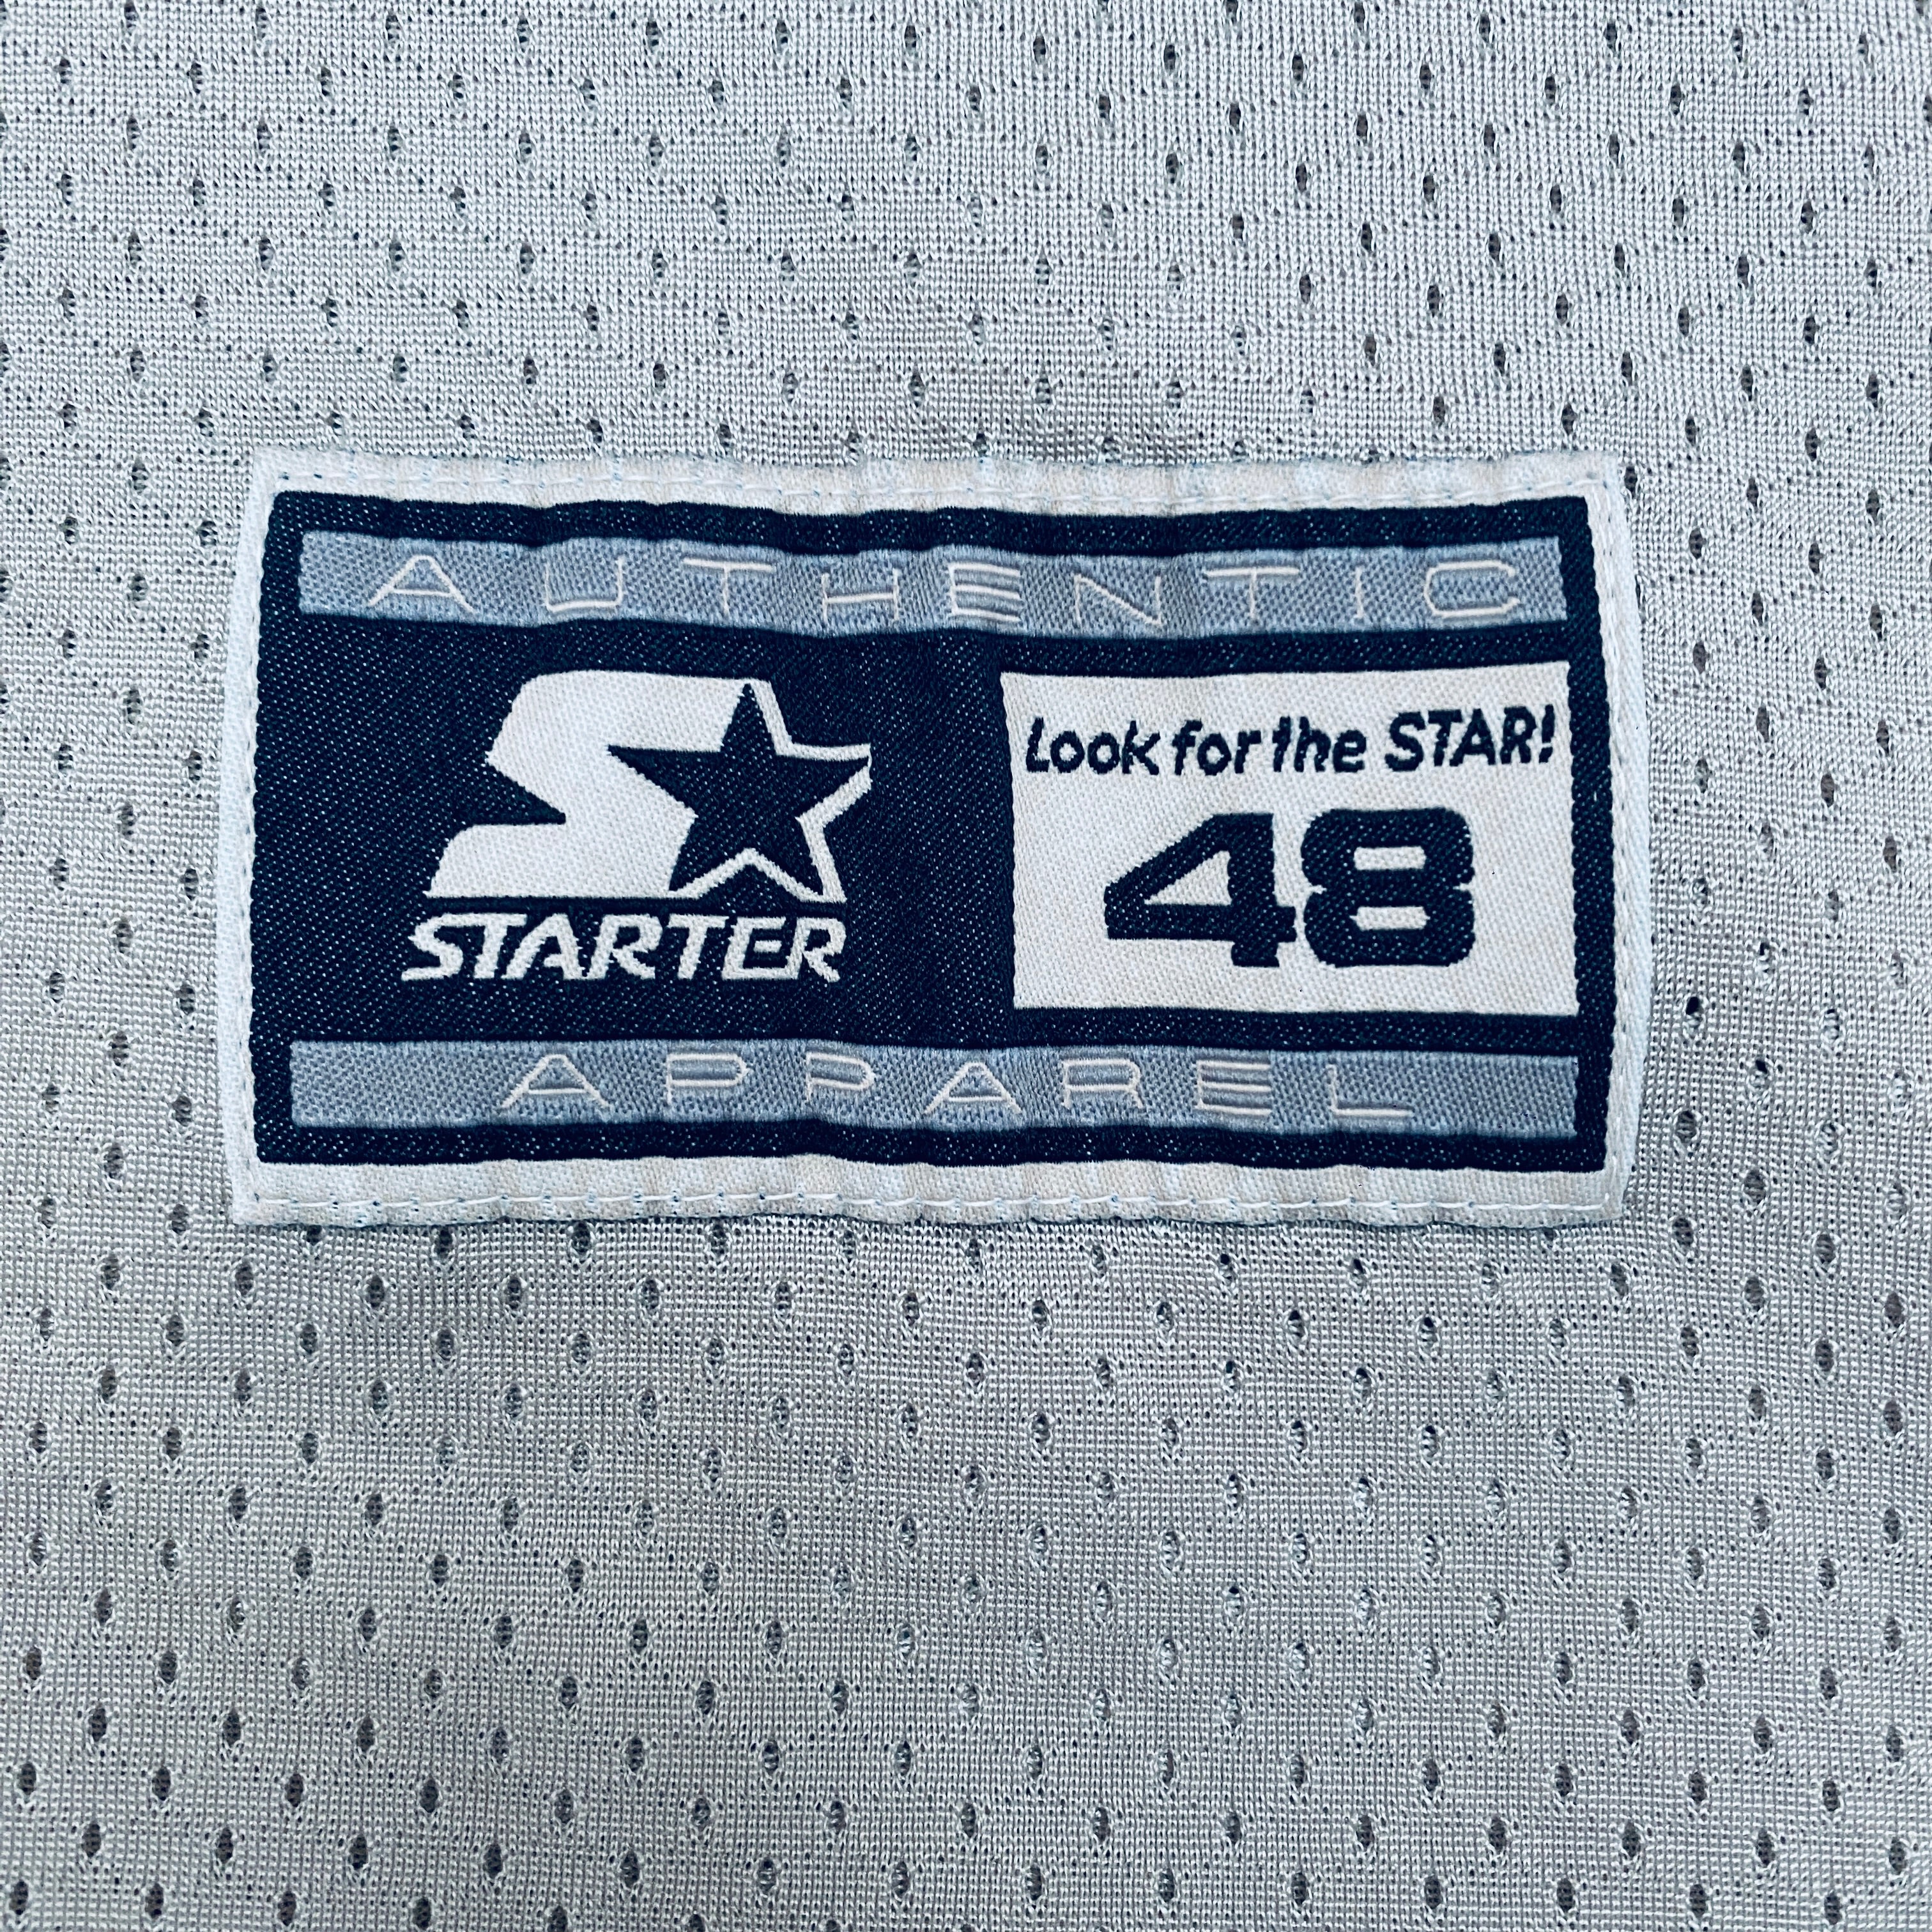 AUTHENTIC
STARTER
Look for the STAR!
48
APPAREL